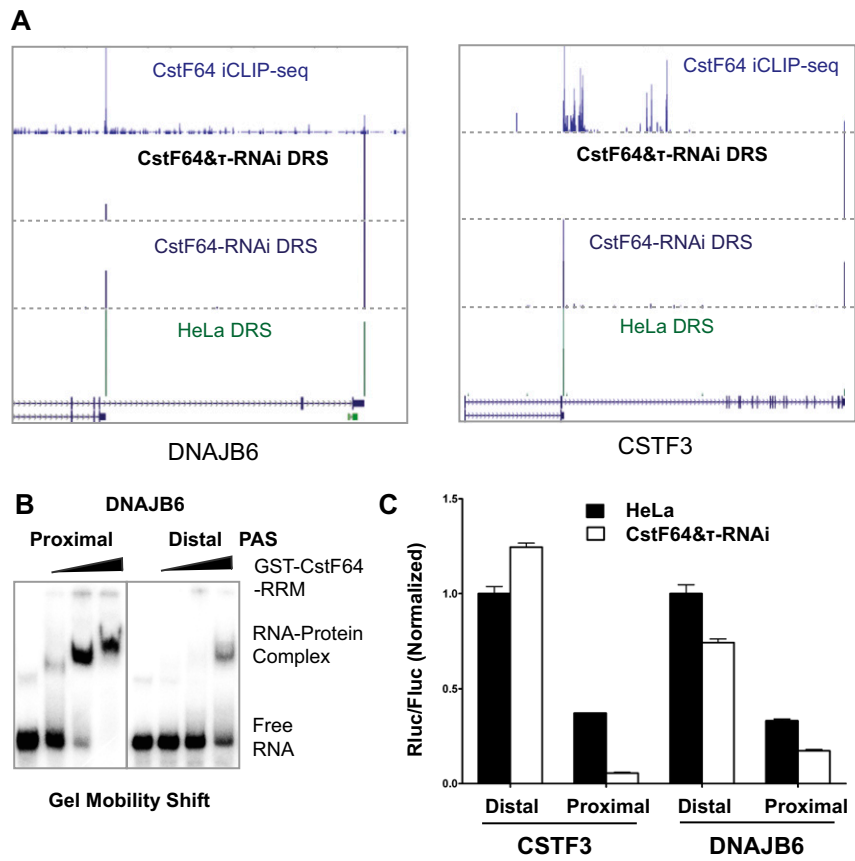 A
CstF64 iCLIP-seq
CstF64&τ-RNAi DRS
CstF64-RNAi DRS
HeLa DRS
DNAJB6
CstF64 iCLIP-seq
CstF64&τ-RNAi DRS
CstF64-RNAi DRS
HeLa DRS
CSTF3
B
DNAJB6
Proximal Distal PAS
GST-CstF64
-RRM
RNA-Protein
Complex
Free
RNA
Gel Mobility Shift
C
HeLa
CstF64&τ-RNAi
Rluc/Fluc (Normalized)
1.5
1.0
0.5
0.0
Distal Proximal Distal Proximal
CSTF3 DNAJB6